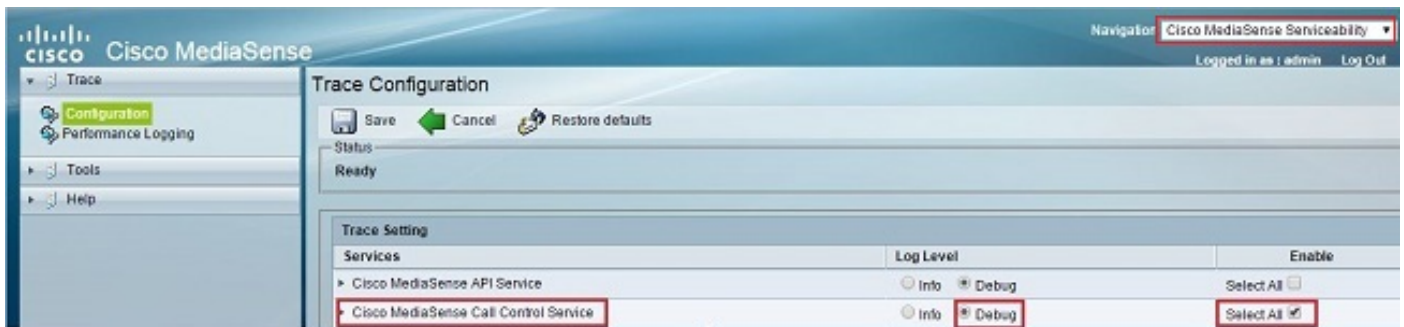 Navigation Cisco MediaSense Serviceability
cisco Cisco MediaSense
Logged in as : admin Log Out
Trace
Configuration
Performance Logging
Tools
Help
Trace Configuration
Save Cancel Restore defaults
Status
Ready
Trace Setting
Services Log Level Enable
Cisco MediaSense API Service Info Debug Select All
Cisco MediaSense Call Control Service Info Debug Select All